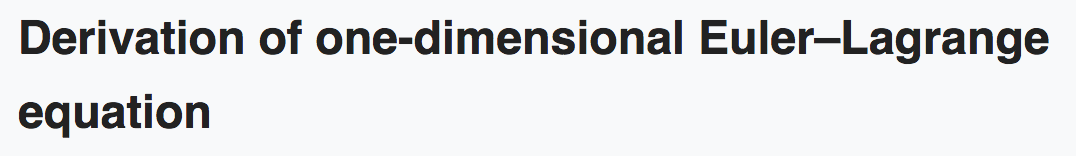 Derivation of one-dimensional Euler–Lagrange
equation